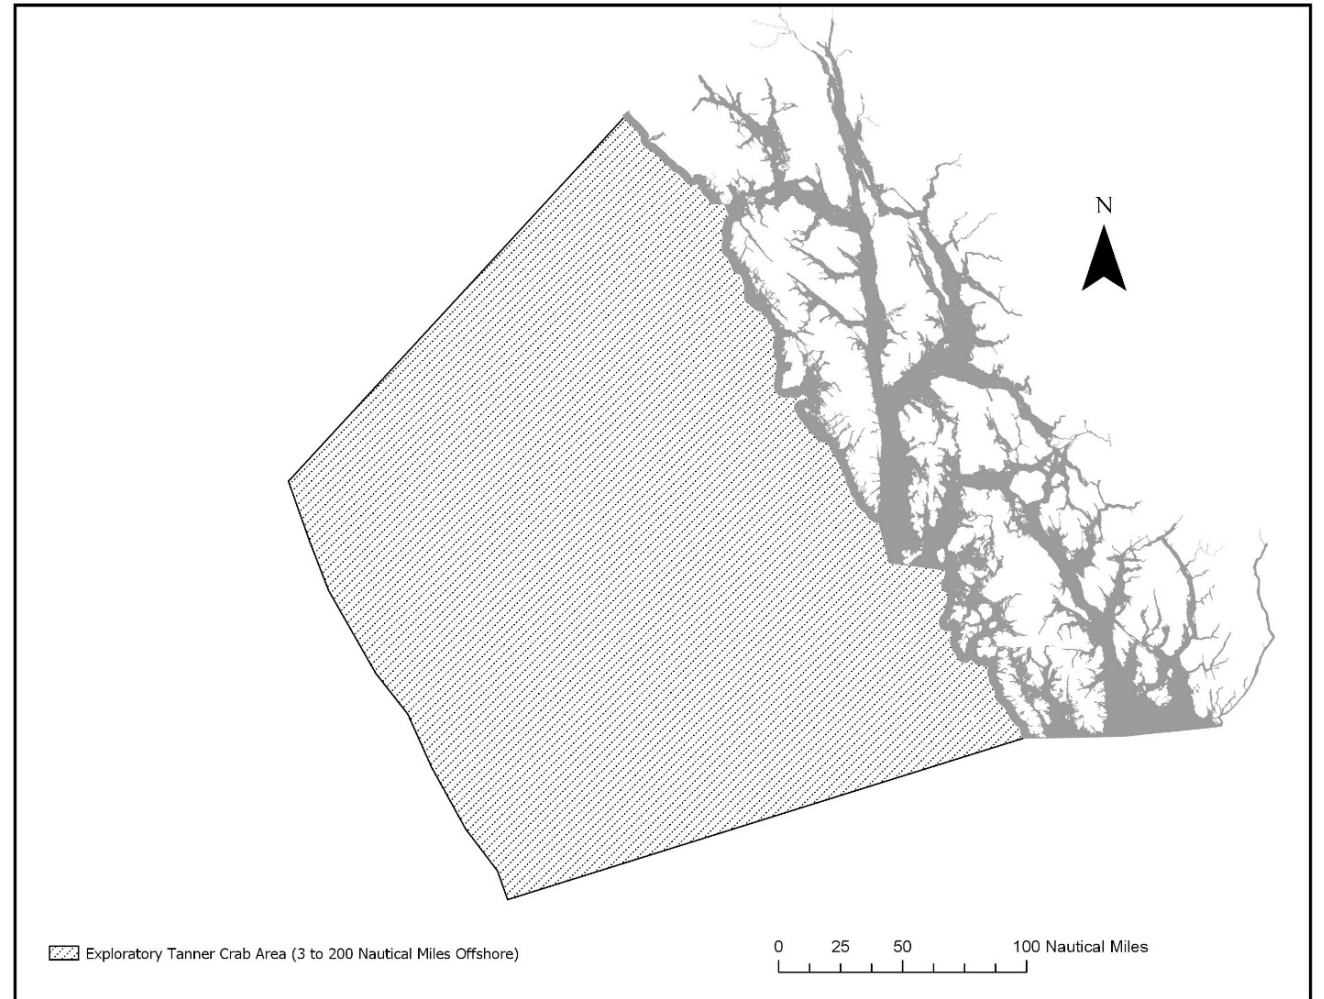 N
Exploratory Tanner Crab Area (3 to 200 Nautical Miles Offshore)
0 25 50 100 Nautical Miles